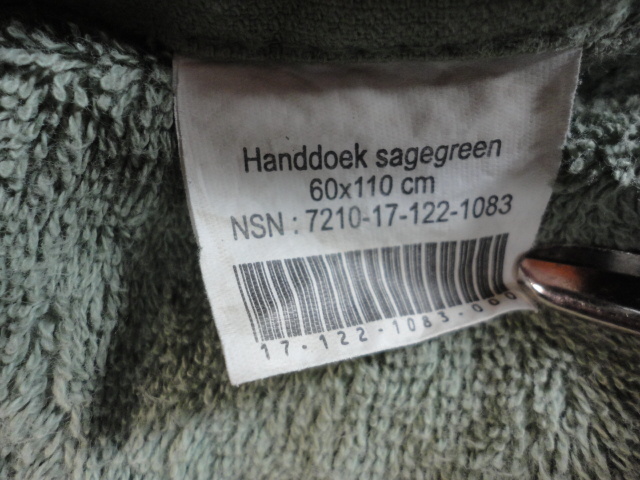 Handdoek sagegreen
60x110 cm
NSN : 7210-17-122-1083
17-122-1083-000